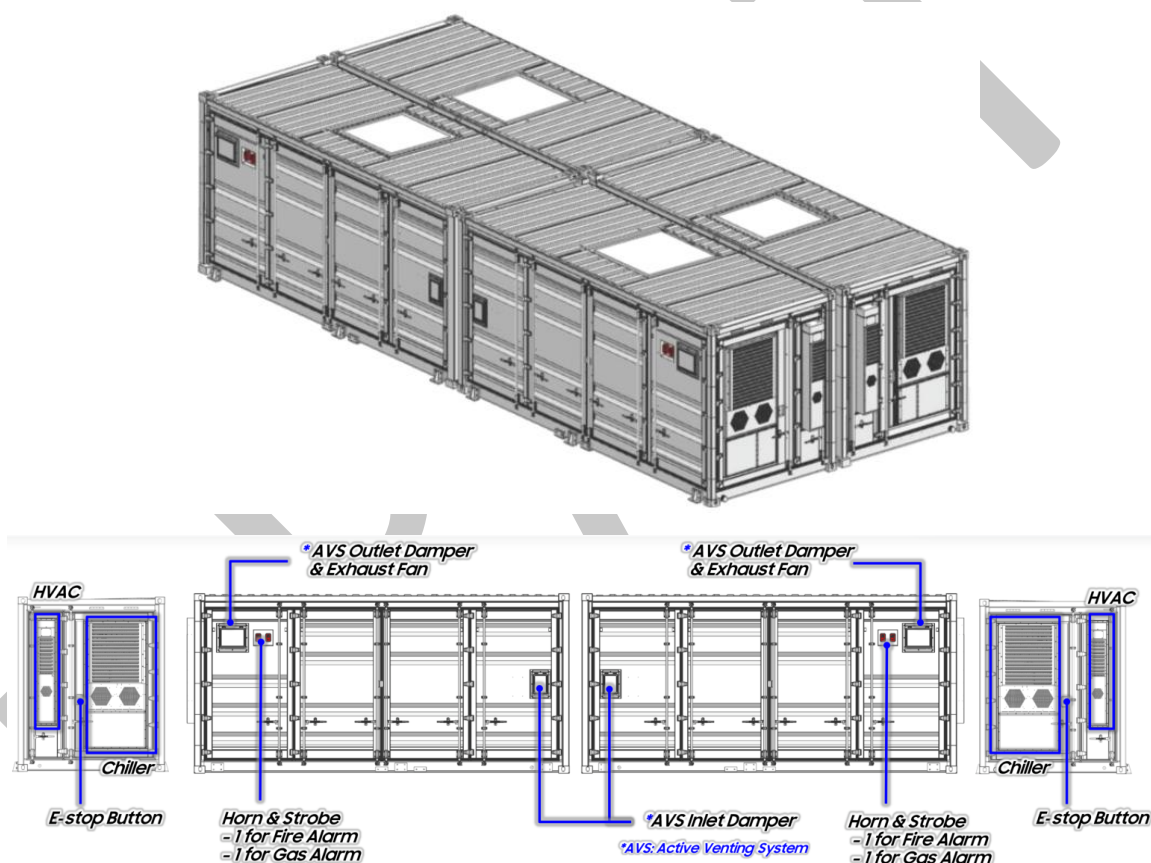 *AVS Outlet Damper
& Exhaust Fan
*AVS Outlet Damper
& Exhaust Fan
HVAC
HVAC
Chiller
Chiller
E-stop Button
Horn & Strobe
- 1 for Fire Alarm
- 1 for Gas Alarm
*AVS Inlet Damper
*AVS: Active Venting System
Horn & Strobe
- 1 for Fire Alarm
- 1 for Gas Alarm
E-stop Button